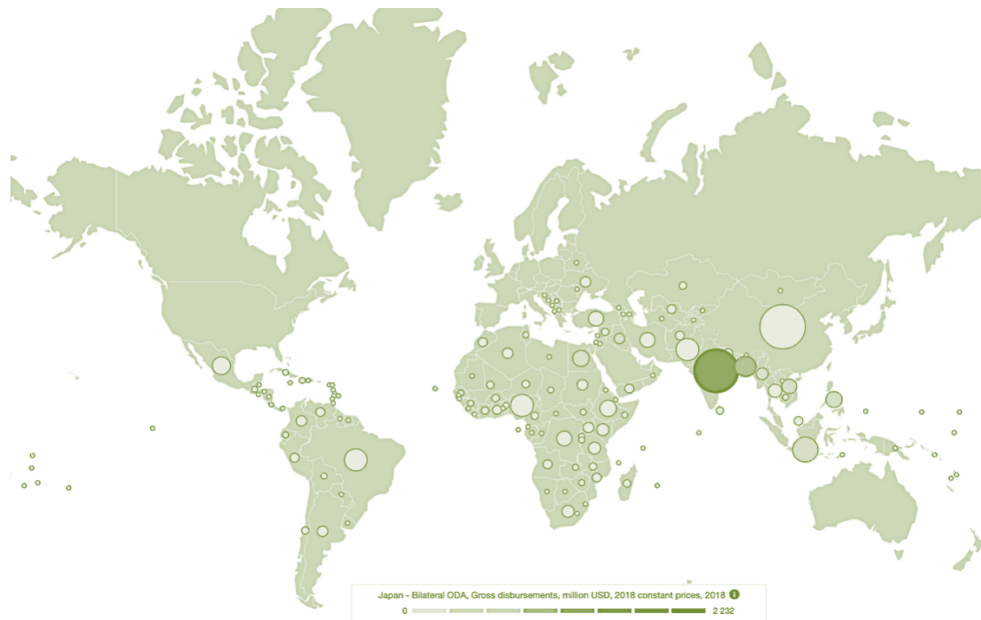 Japan - Bilateral ODA, Gross disbursements, million USD, 2018 constant prices, 2018 i
0 2 232